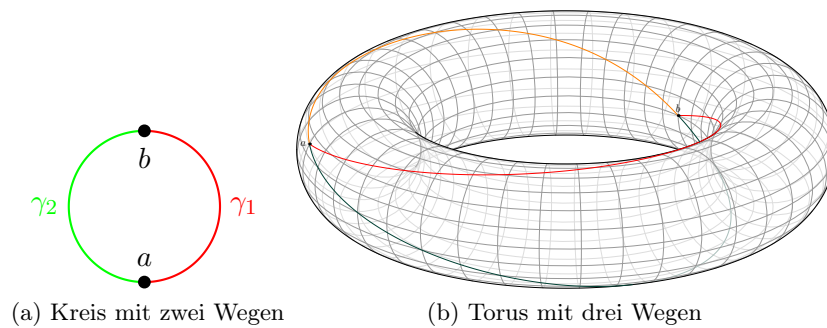 b
a
γ2
γ1
a
b
(a) Kreis mit zwei Wegen
(b) Torus mit drei Wegen